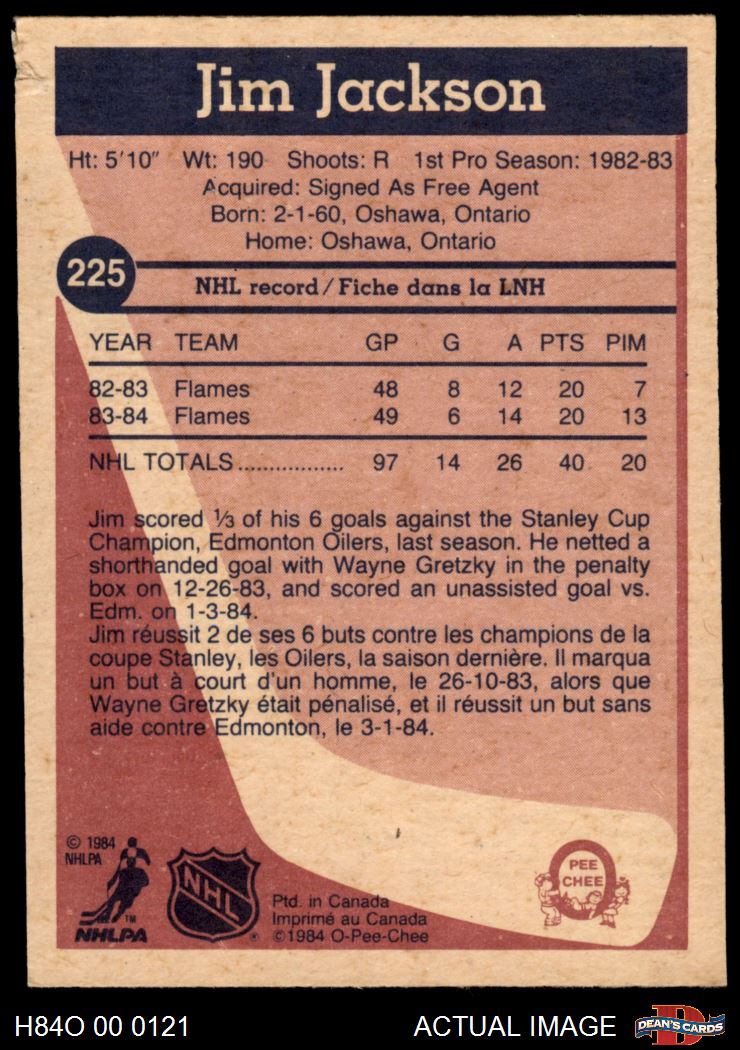 Jim Jackson
Ht: 5'10" Wt: 190 Shoots: R 1st Pro Season: 1982-83
Acquired: Signed As Free Agent
Born: 2-1-60, Oshawa, Ontario
Home: Oshawa, Ontario
225
NHL record/Fiche dans la LNH
YEAR TEAM GP G A PTS PIM
82-83 Flames 48 8 12 20 7
83-84 Flames 49 6 14 20 13
NHL TOTALS................. 97 14 26 40 20
Jim scored ⅓ of his 6 goals against the Stanley Cup
Champion, Edmonton Oilers, last season. He netted a
shorthanded goal with Wayne Gretzky in the penalty
box on 12-26-83, and scored an unassisted goal vs.
Edm. on 1-3-84.
Jim réussit 2 de ses 6 buts contre les champions de la
coupe Stanley, les Oilers, la saison dernière. Il marqua
un but à court d'un homme, le 26-10-83, alors que
Wayne Gretzky était pénalisé, et il réussit un but sans
aide contre Edmonton, le 3-1-84.
© 1984
NHLPA
TM
NHLPA
NHL
Ptd. in Canada
Imprimé au Canada
©1984 O-Pee-Chee
PEE
CHEE
H84O 00 0121
ACTUAL IMAGE
D
DEAN'S CARDS